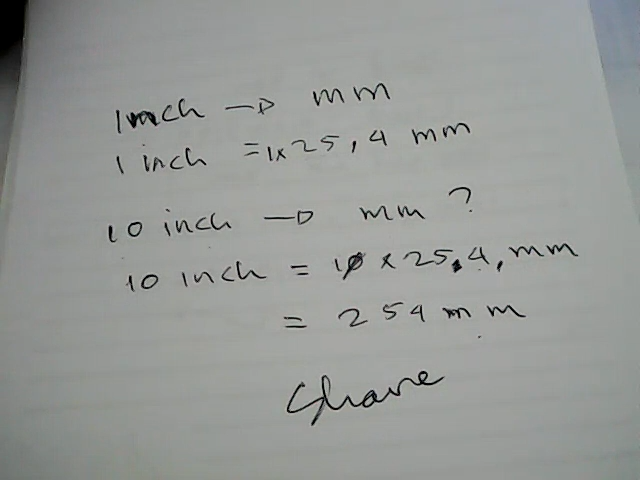 1 inch → mm
1 inch = 1x25,4 mm
10 inch → mm ?
10 inch = 10 x 25,4, mm
= 254 mm
Share